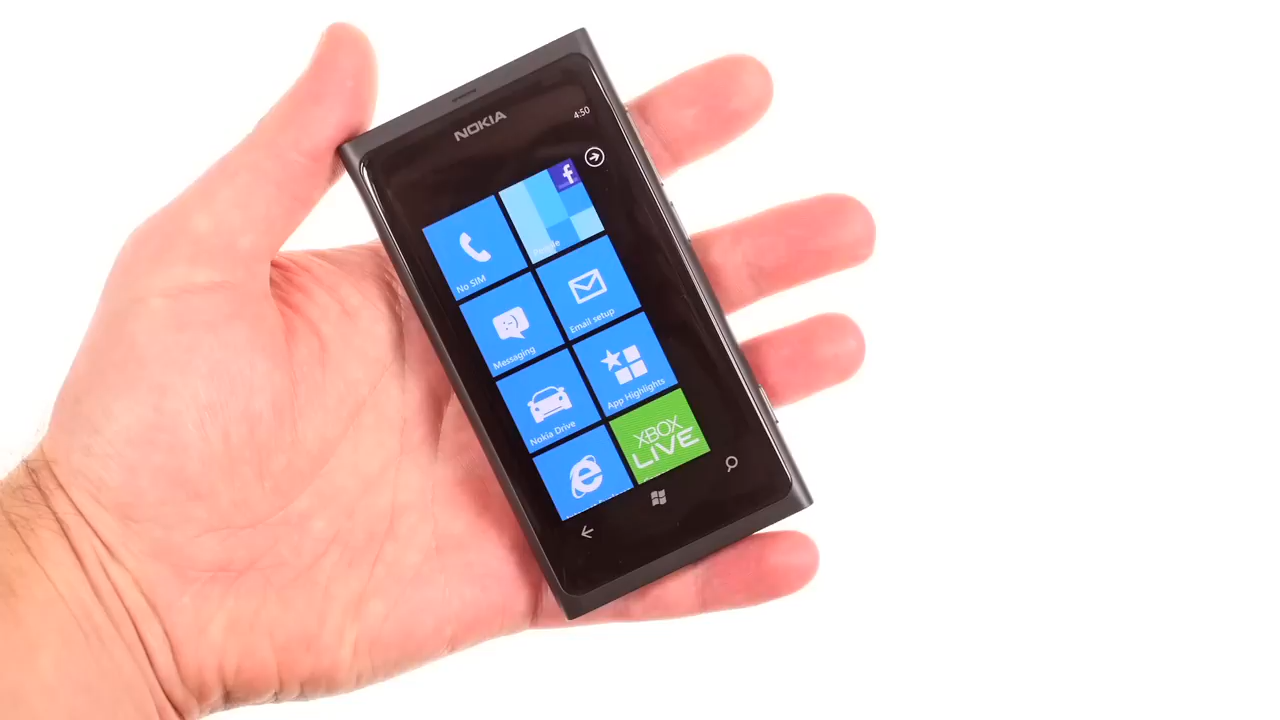 NOKIA
4:50
f
No SIM
People
Messaging
Email setup
Nokia Drive
App Highlights
XBOX
LIVE